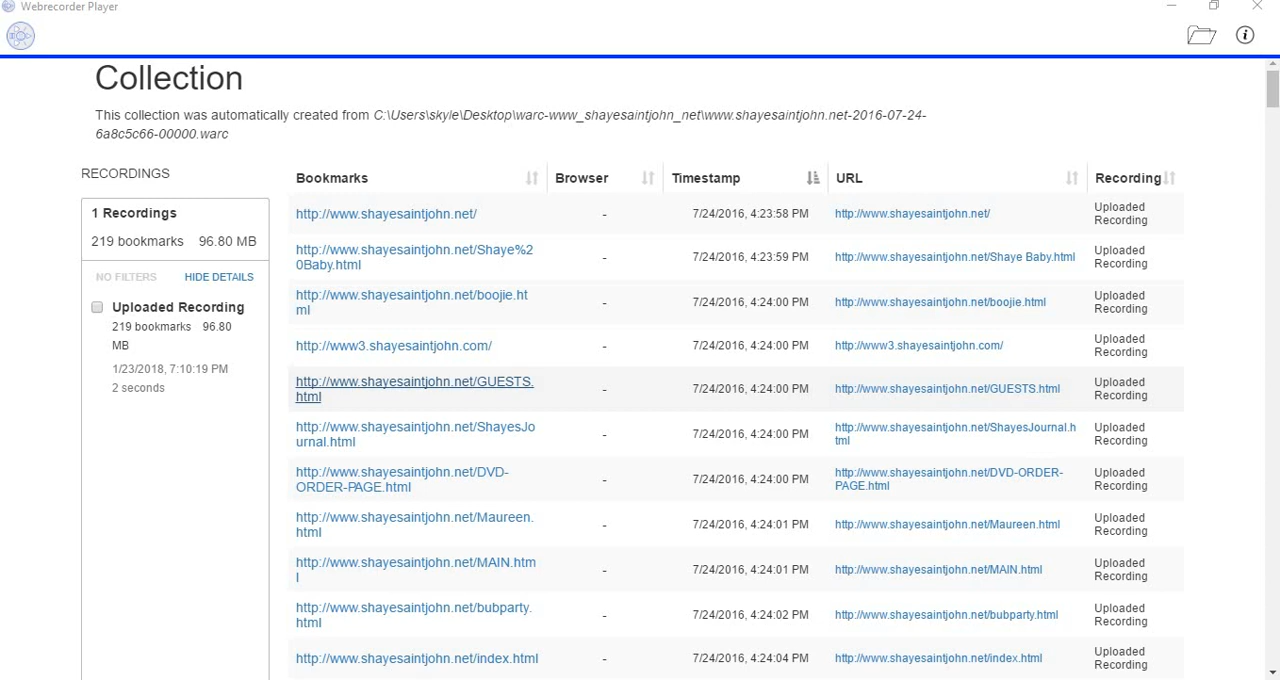 Webrecorder Player
Collection
This collection was automatically created from C:\Users\skyle\Desktop\warc-www_shayesaintjohn_net\www.shayesaintjohn.net-2016-07-24-
6a8c5c66-00000.warc
RECORDINGS
1 Recordings
219 bookmarks 96.80 MB
NO FILTERS HIDE DETAILS
Uploaded Recording
219 bookmarks 96.80
MB
1/23/2018, 7:10:19 PM
2 seconds
Bookmarks Browser Timestamp URL Recording
http://www.shayesaintjohn.net/ - 7/24/2016, 4:23:58 PM http://www.shayesaintjohn.net/ Uploaded
Recording
http://www.shayesaintjohn.net/Shaye%2
0Baby.html - 7/24/2016, 4:23:59 PM http://www.shayesaintjohn.net/Shaye Baby.html Uploaded
Recording
http://www.shayesaintjohn.net/boojie.ht
ml - 7/24/2016, 4:24:00 PM http://www.shayesaintjohn.net/boojie.html Uploaded
Recording
http://www3.shayesaintjohn.com/ - 7/24/2016, 4:24:00 PM http://www3.shayesaintjohn.com/ Uploaded
Recording
http://www.shayesaintjohn.net/GUESTS.
html - 7/24/2016, 4:24:00 PM http://www.shayesaintjohn.net/GUESTS.html Uploaded
Recording
http://www.shayesaintjohn.net/ShayesJo
urnal.html - 7/24/2016, 4:24:00 PM http://www.shayesaintjohn.net/ShayesJournal.h
tml Uploaded
Recording
http://www.shayesaintjohn.net/DVD-
ORDER-PAGE.html - 7/24/2016, 4:24:00 PM http://www.shayesaintjohn.net/DVD-ORDER-
PAGE.html Uploaded
Recording
http://www.shayesaintjohn.net/Maureen.
html - 7/24/2016, 4:24:01 PM http://www.shayesaintjohn.net/Maureen.html Uploaded
Recording
http://www.shayesaintjohn.net/MAIN.htm
l - 7/24/2016, 4:24:01 PM http://www.shayesaintjohn.net/MAIN.html Uploaded
Recording
http://www.shayesaintjohn.net/bubparty.
html - 7/24/2016, 4:24:02 PM http://www.shayesaintjohn.net/bubparty.html Uploaded
Recording
http://www.shayesaintjohn.net/index.html - 7/24/2016, 4:24:04 PM http://www.shayesaintjohn.net/index.html Uploaded
Recording